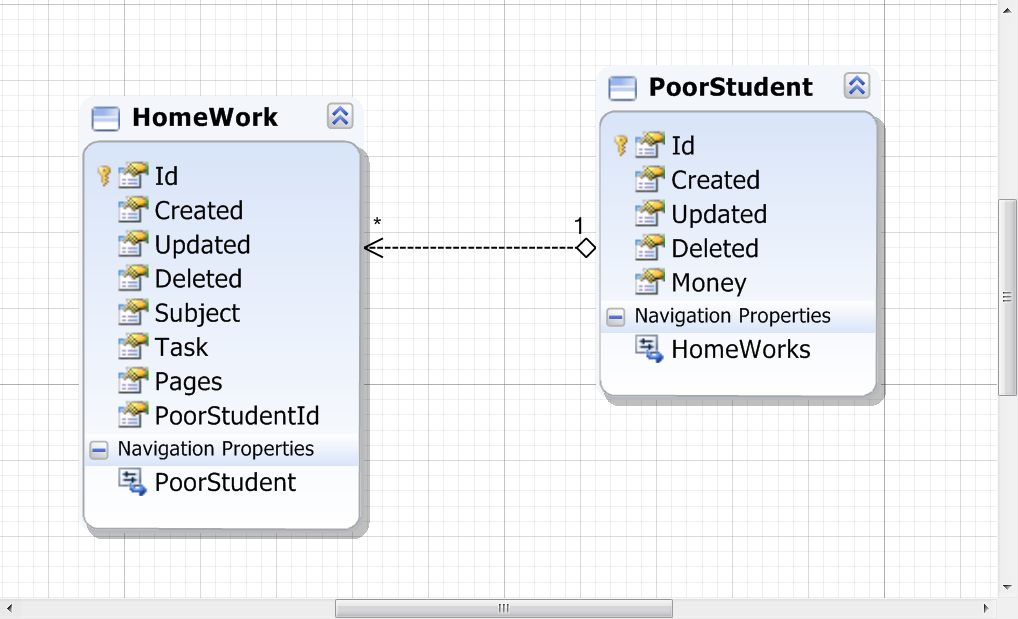 HomeWork
Id
Created
Updated
Deleted
Subject
Task
Pages
PoorStudentId
Navigation Properties
PoorStudent
*
1
PoorStudent
Id
Created
Updated
Deleted
Money
Navigation Properties
HomeWorks